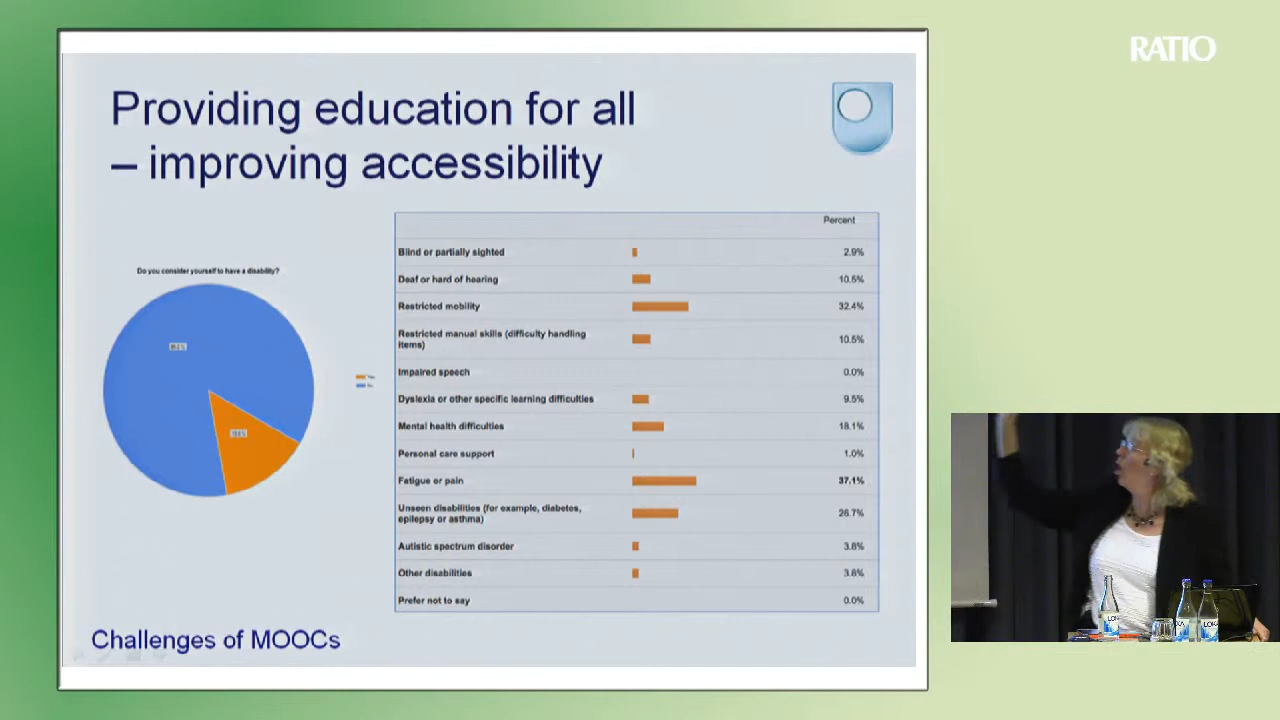 RATIO
Providing education for all
– improving accessibility
Do you consider yourself to have a disability?
Percent
Blind or partially sighted 2.9%
Deaf or hard of hearing 10.5%
Restricted mobility 32.4%
Restricted manual skills (difficulty handling
items) 10.5%
Impaired speech 0.0%
Dyslexia or other specific learning difficulties 9.5%
Mental health difficulties 18.1%
Personal care support 1.0%
Fatigue or pain 37.1%
Unseen disabilities (for example, diabetes,
epilepsy or asthma) 26.7%
Autistic spectrum disorder 3.8%
Other disabilities 3.8%
Prefer not to say 0.0%
Challenges of MOOCs